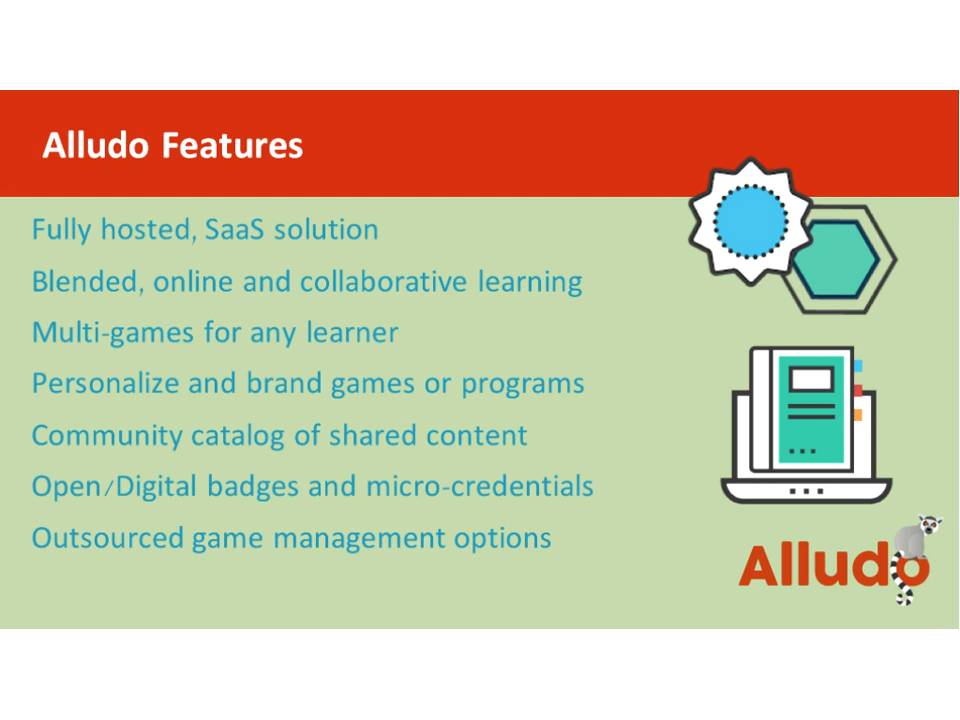 Alludo Features
Fully hosted, SaaS solution
Blended, online and collaborative learning
Multi-games for any learner
Personalize and brand games or programs
Community catalog of shared content
Open/Digital badges and micro-credentials
Outsourced game management options
Alludo